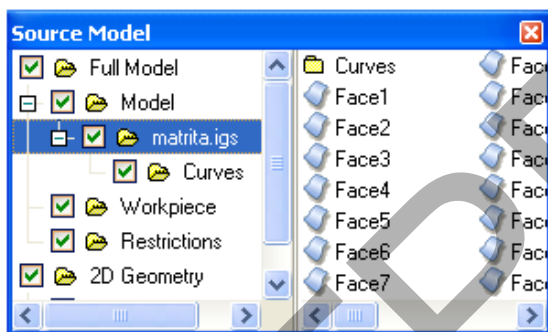 Source Model
Full Model
Model
matrita.igs
Curves
Workpiece
Restrictions
2D Geometry
Curves
Face1
Face2
Face3
Face4
Face5
Face6
Face7